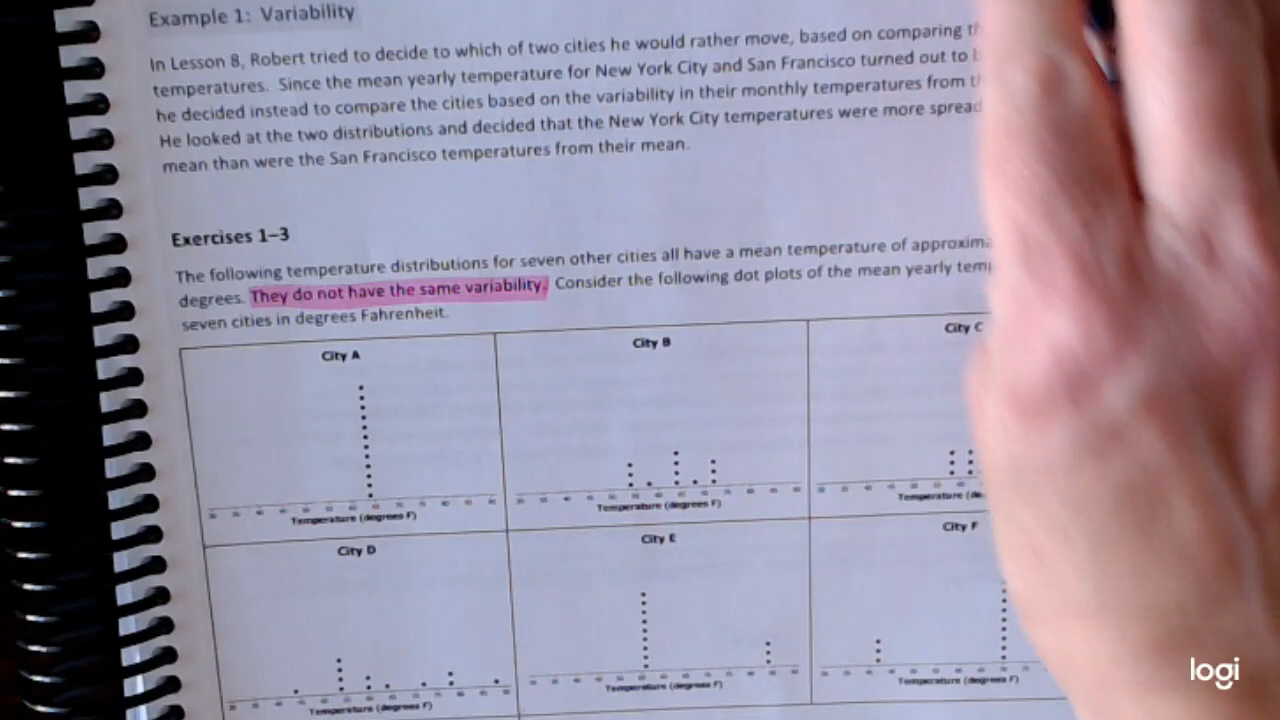 Example 1: Variability
In Lesson 8, Robert tried to decide to which of two cities he would rather move, based on comparing
temperatures. Since the mean yearly temperature for New York City and San Francisco turned out to
he decided instead to compare the cities based on the variability in their monthly temperatures from
He looked at the two distributions and decided that the New York City temperatures were more
mean than were the San Francisco temperatures from their mean.
Exercises 1–3
The following temperature distributions for seven other cities all have a mean temperature of
degrees. They do not have the same variability. Consider the following dot plots of the mean yearly
seven cities in degrees Fahrenheit.
City A
City B
City C
Temperature (degrees F)
Temperature (degrees F)
Temperature
City D
City E
City F
Temperature (degrees F)
Temperature (degrees F)
Temperature (degrees F)
logi